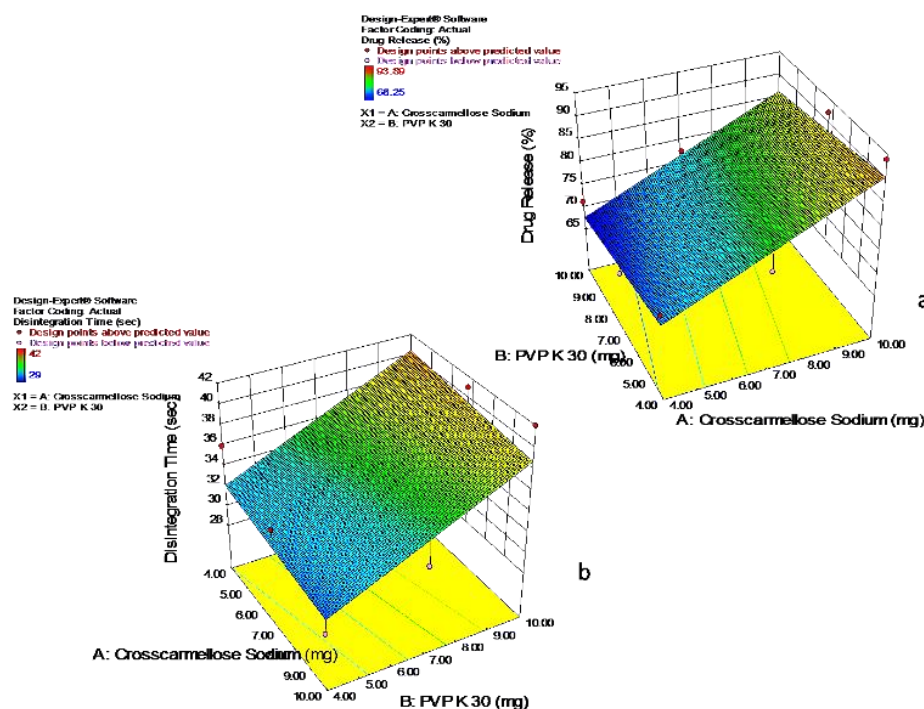 Design-Expert® Software
Factor Coding: Actual
Drug Release (%)
Design points above predicted value
Design points below predicted value
93.89
68.25
X1 = A: Crosscarmellose Sodium
X2 = B: PVP K 30
95
90
85
80
75
70
65
Drug Release (%)
10.00
9.00
8.00
7.00
6.00
5.00
4.00
B: PVP K 30 (mg)
4.00
5.00
6.00
7.00
8.00
9.00
10.00
A: Crosscarmellose Sodium (mg)
a
Design-Expert® Software
Factor Coding: Actual
Disintegration Time (sec)
Design points above predicted value
Design points below predicted value
42
29
X1 = A: Crosscarmellose Sodium
X2 = B: PVP K 30
42
40
38
36
34
32
30
28
Disintegration Time (sec)
4.00
5.00
6.00
7.00
9.00
10.00
A: Crosscarmellose Sodium (mg)
4.00
5.00
6.00
7.00
8.00
9.00
10.00
B: PVP K 30 (mg)
b